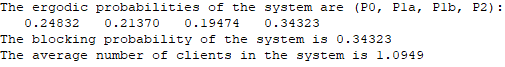 The ergodic probabilities of the system are (P0, P1a, P1b, P2):
0.24832 0.21370 0.19474 0.34323
The blocking probability of the system is 0.34323
The average number of clients in the system is 1.0949